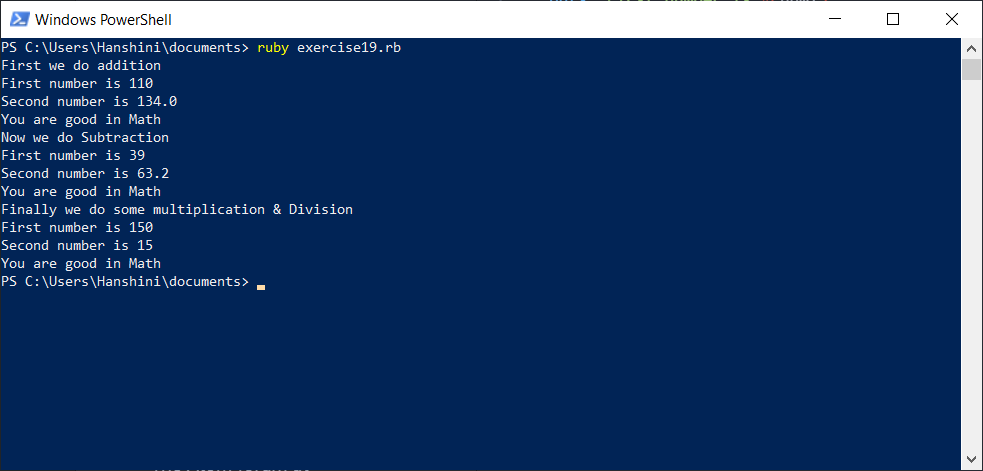 Windows PowerShell
PS C:\Users\Hanshini\documents> ruby exercise19.rb
First we do addition
First number is 110
Second number is 134.0
You are good in Math
Now we do Subtraction
First number is 39
Second number is 63.2
You are good in Math
Finally we do some multiplication & Division
First number is 150
Second number is 15
You are good in Math
PS C:\Users\Hanshini\documents>